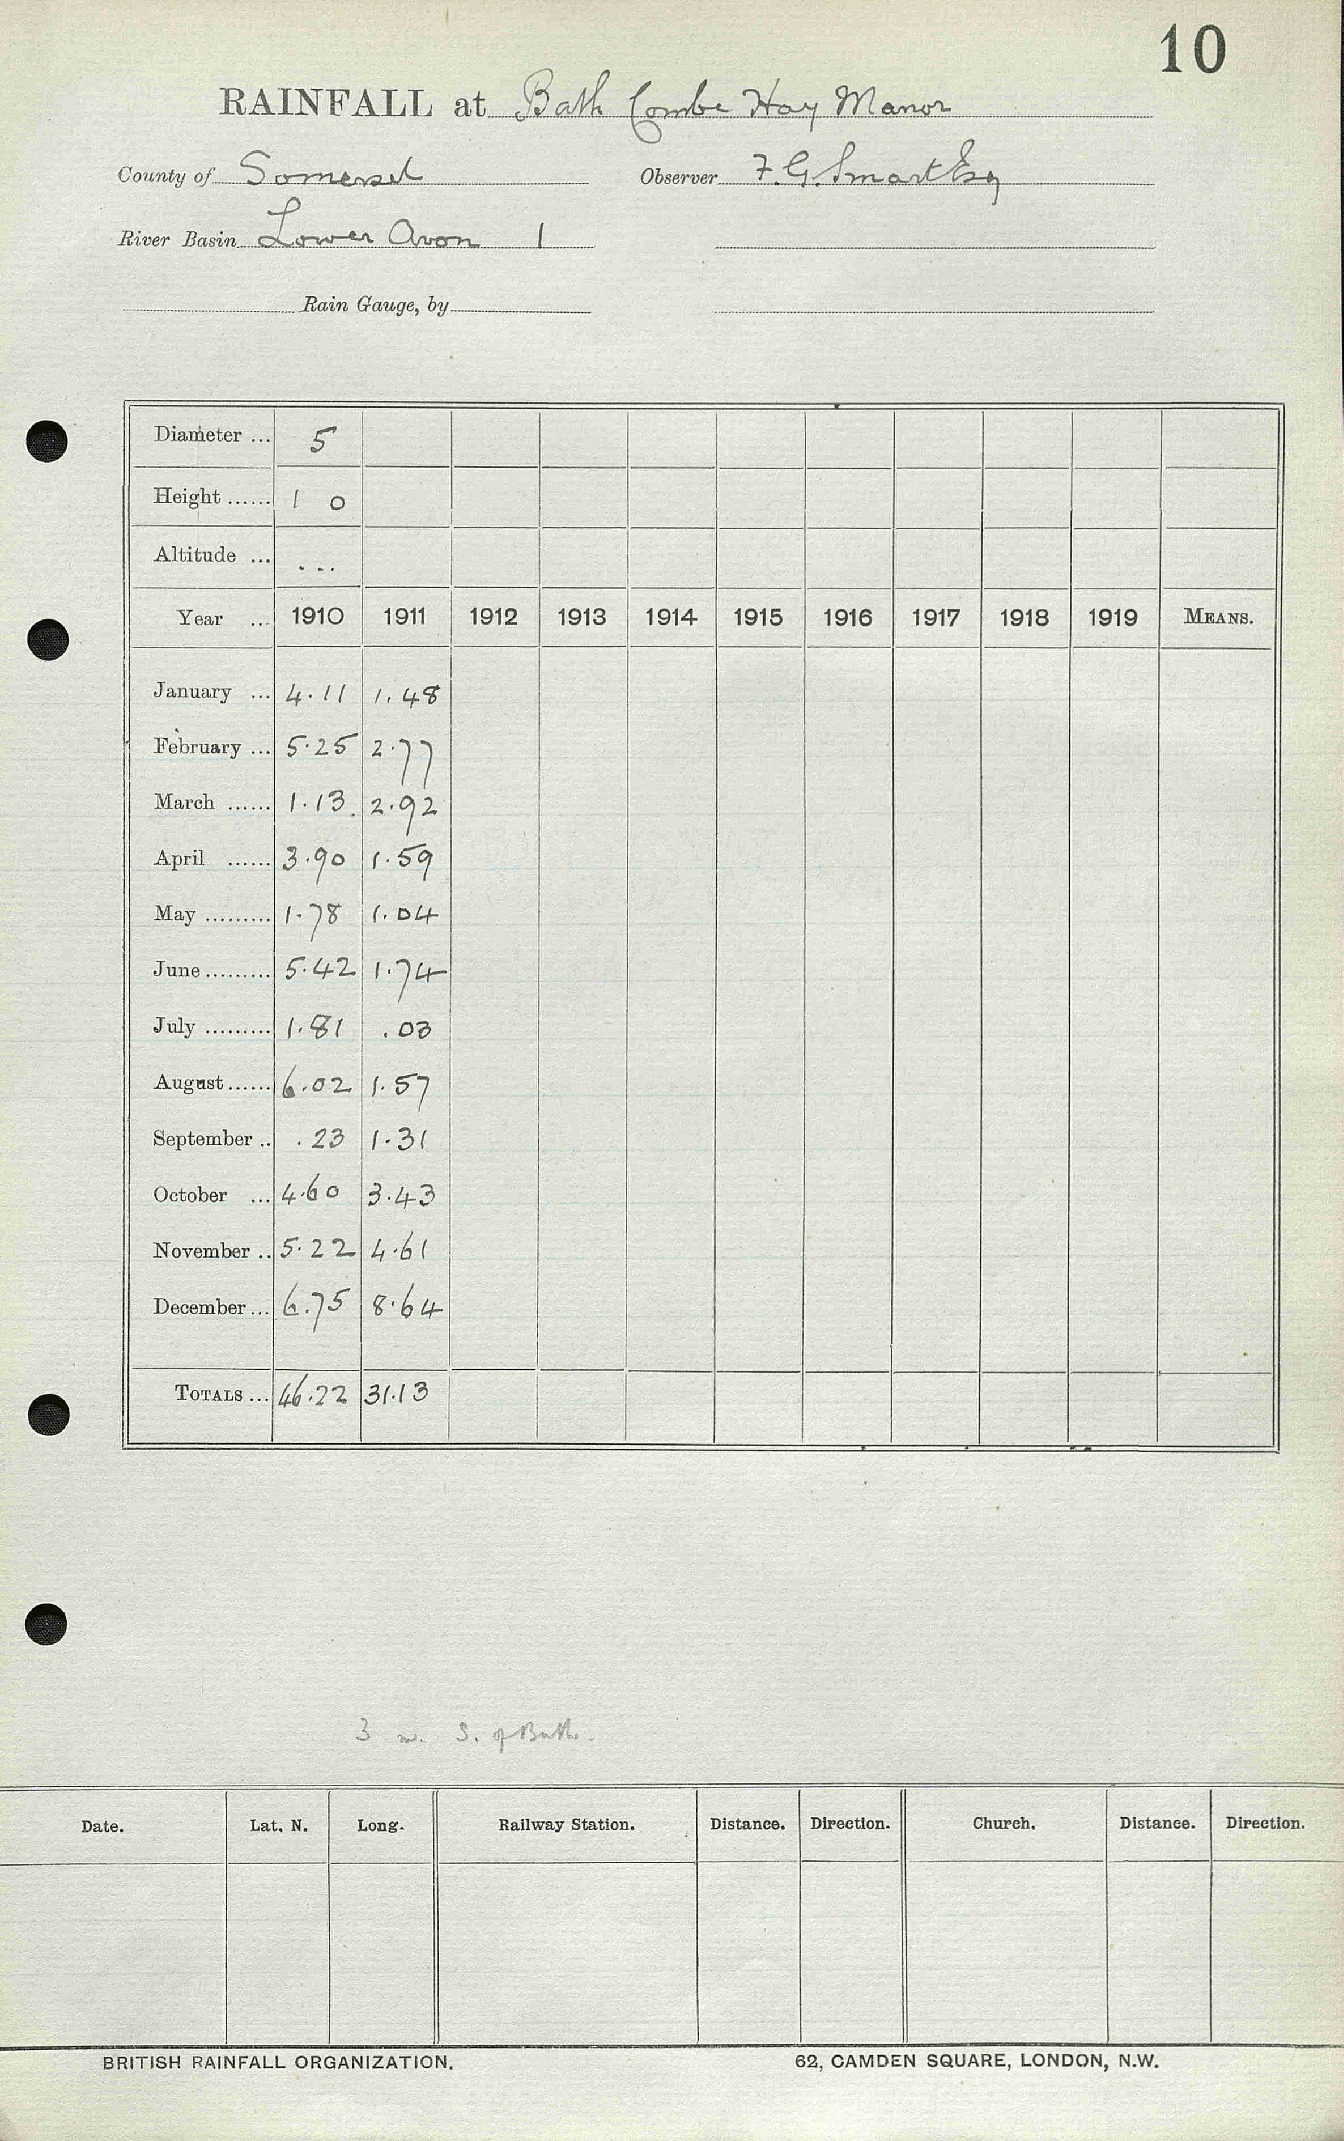 10
RAINFALL at Bath Combe Hay Manor
County of Somerset Observer F. G. Smart Esq
River Basin Lower Avon 1
Rain Gauge, by
Diameter ... 5
Height ...... 1 0
Altitude ... ...
Year ... 1910 1911 1912 1913 1914 1915 1916 1917 1918 1919 MEANS.
January ... 4.11 1.48
February ... 5.25 2.77
March ...... 1.13 2.92
April ...... 3.90 1.59
May ......... 1.78 1.04
June ......... 5.42 1.74
July ......... 1.81 .03
August ...... 6.02 1.57
September .. .23 1.31
October ... 4.60 3.43
November .. 5.22 4.61
December ... 6.75 8.64
TOTALS ... 46.22 31.13
3 m. S. of Bath.
Date. Lat. N. Long. Railway Station. Distance. Direction. Church. Distance. Direction.
BRITISH RAINFALL ORGANIZATION. 62, CAMDEN SQUARE, LONDON, N.W.